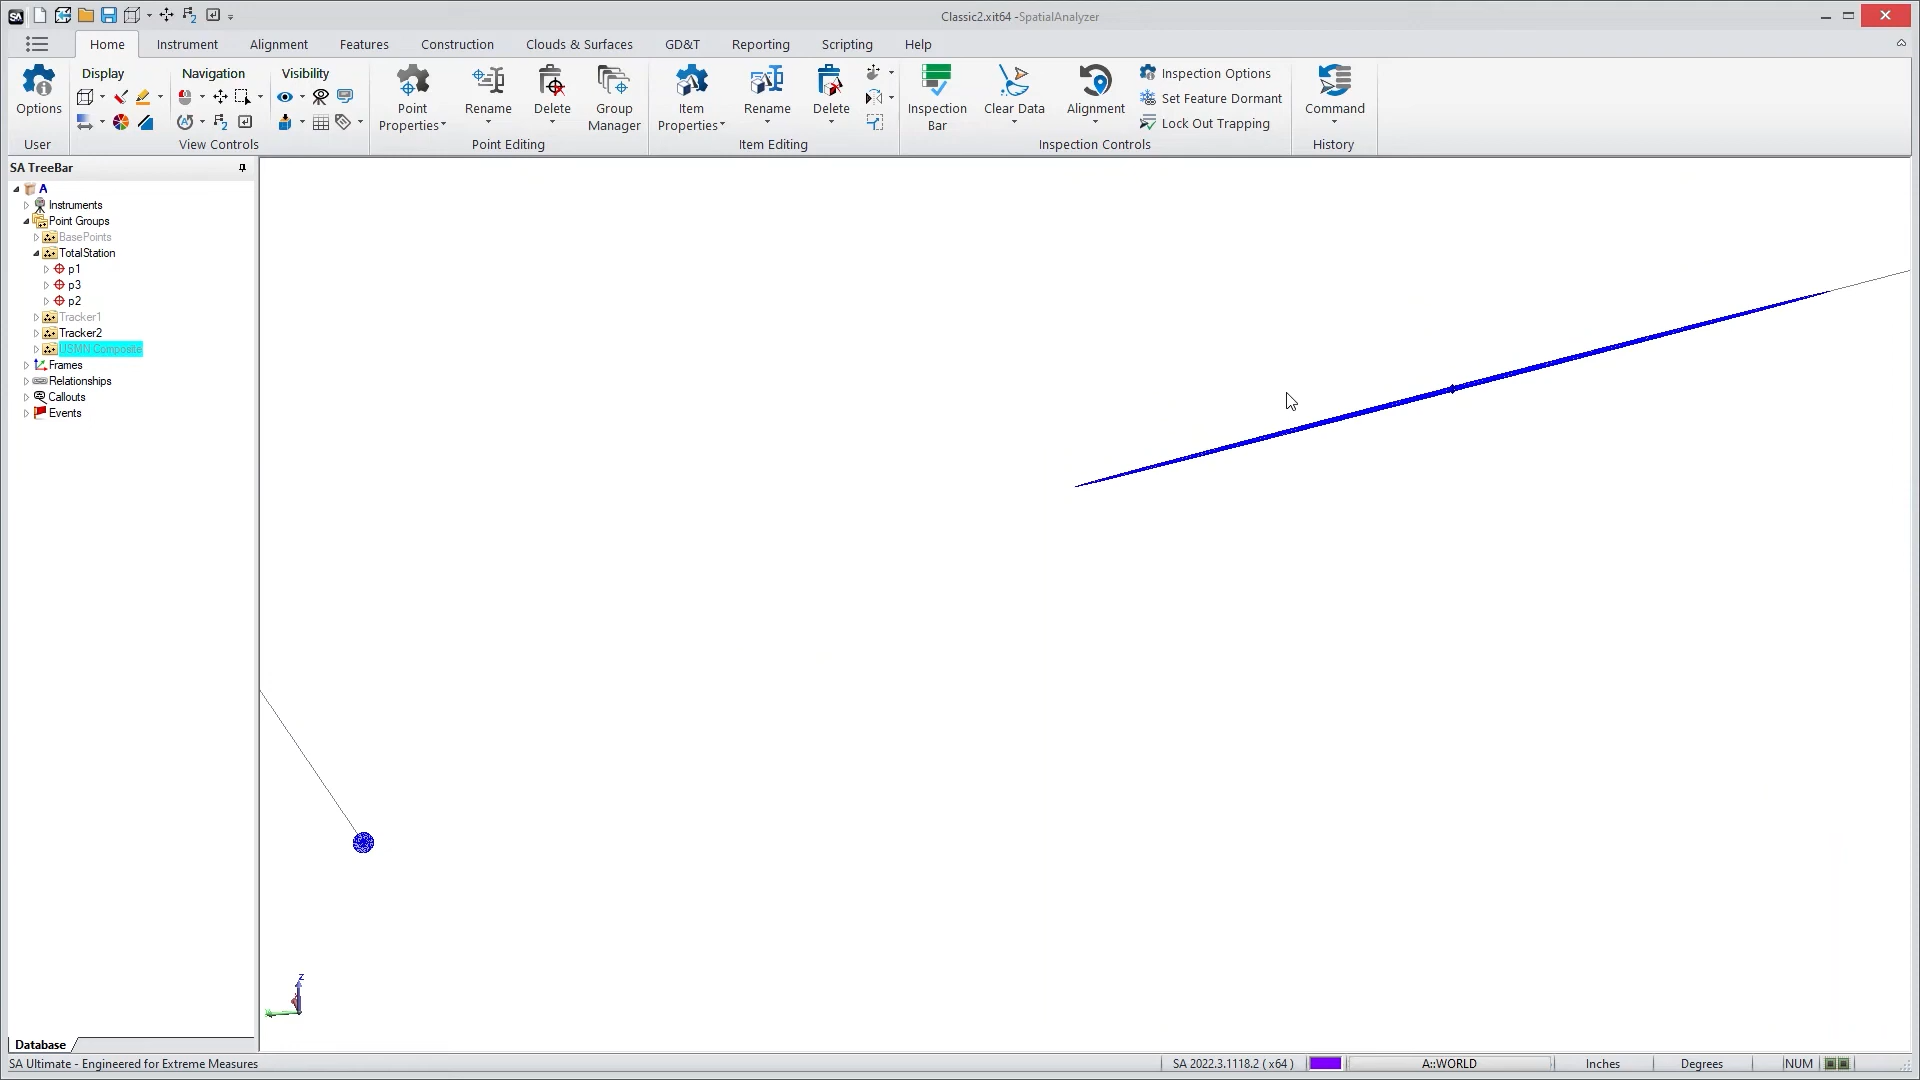 SA
Classic2.xit64 -SpatialAnalyzer
Home Instrument Alignment Features Construction Clouds & Surfaces GD&T Reporting Scripting Help
Options
User
Display Navigation Visibility
View Controls
Point Properties
Rename
Delete
Group Manager
Point Editing
Item Properties
Rename
Delete
Item Editing
Inspection Bar
Clear Data
Alignment
Inspection Options
Set Feature Dormant
Lock Out Trapping
Inspection Controls
Command
History
SA TreeBar
A
Instruments
Point Groups
BasePoints
TotalStation
p1
p3
p2
Tracker1
Tracker2
USMN Composite
Frames
Relationships
Callouts
Events
Z
Database
SA Ultimate - Engineered for Extreme Measures
SA 2022.3.1118.2 ( x64 )
A::WORLD
Inches
Degrees
NUM